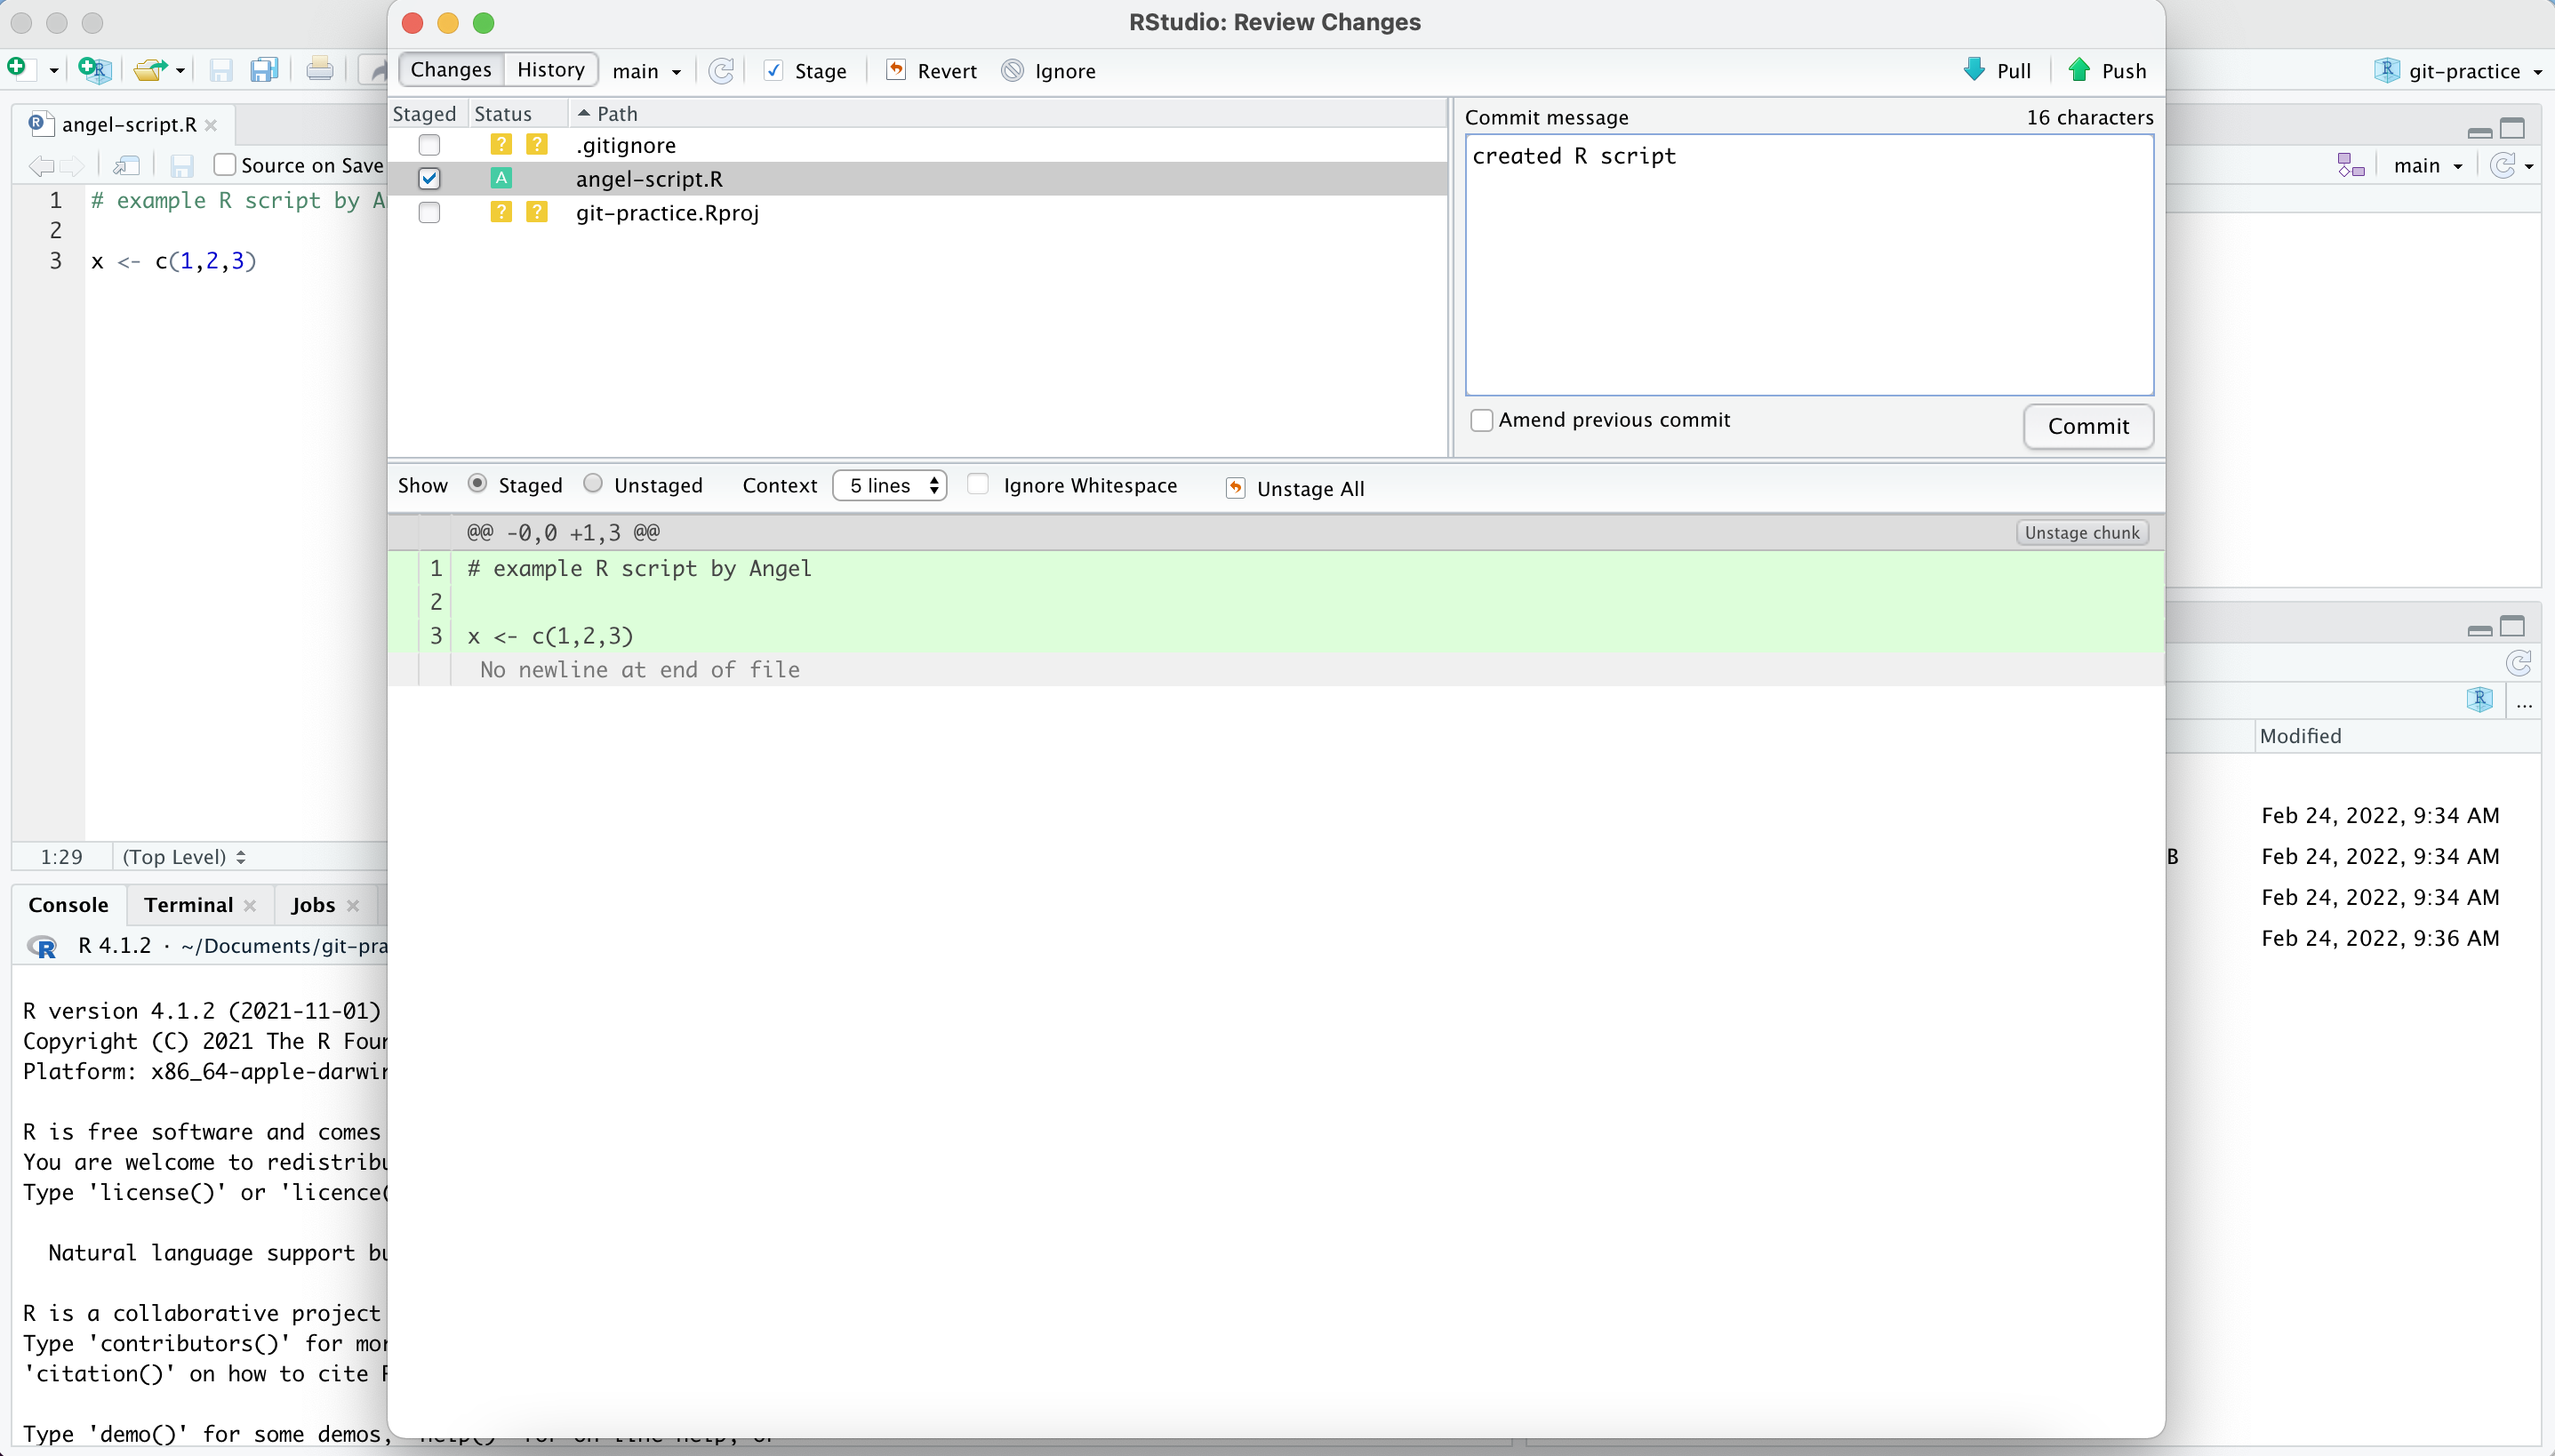 RStudio: Review Changes
Changes History main Stage Revert Ignore Pull Push
git-practice
angel-script.R
Source on Save
1 # example R script by A
2
3 x <- c(1,2,3)
1:29 (Top Level)
Console Terminal Jobs
R 4.1.2 · ~/Documents/git-pra
R version 4.1.2 (2021-11-01)
Copyright (C) 2021 The R Four
Platform: x86_64-apple-darwin
R is free software and comes
You are welcome to redistribu
Type 'license()' or 'licence(
Natural language support bu
R is a collaborative project
Type 'contributors()' for mor
'citation()' on how to cite R
Type 'demo()' for some demos, 'help()' for on-line help, or
Staged Status Path
? ? .gitignore
A angel-script.R
? ? git-practice.Rproj
Commit message 16 characters
created R script
Amend previous commit
Commit
Show Staged Unstaged Context 5 lines Ignore Whitespace Unstage All
@@ -0,0 +1,3 @@ Unstage chunk
1 # example R script by Angel
2
3 x <- c(1,2,3)
No newline at end of file
main
...
Modified
Feb 24, 2022, 9:34 AM
B Feb 24, 2022, 9:34 AM
Feb 24, 2022, 9:34 AM
Feb 24, 2022, 9:36 AM